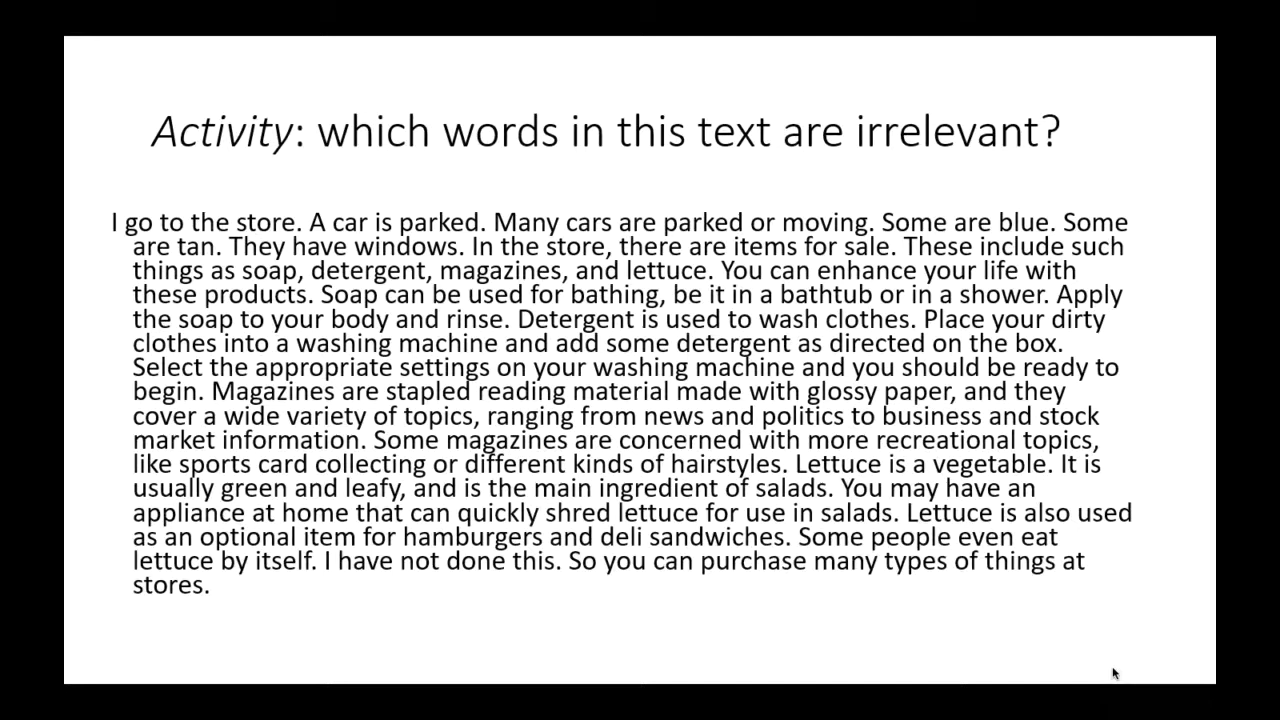 Activity: which words in this text are irrelevant?
I go to the store. A car is parked. Many cars are parked or moving. Some are blue. Some
are tan. They have windows. In the store, there are items for sale. These include such
things as soap, detergent, magazines, and lettuce. You can enhance your life with
these products. Soap can be used for bathing, be it in a bathtub or in a shower. Apply
the soap to your body and rinse. Detergent is used to wash clothes. Place your dirty
clothes into a washing machine and add some detergent as directed on the box.
Select the appropriate settings on your washing machine and you should be ready to
begin. Magazines are stapled reading material made with glossy paper, and they
cover a wide variety of topics, ranging from news and politics to business and stock
market information. Some magazines are concerned with more recreational topics,
like sports card collecting or different kinds of hairstyles. Lettuce is a vegetable. It is
usually green and leafy, and is the main ingredient of salads. You may have an
appliance at home that can quickly shred lettuce for use in salads. Lettuce is also used
as an optional item for hamburgers and deli sandwiches. Some people even eat
lettuce by itself. I have not done this. So you can purchase many types of things at
stores.